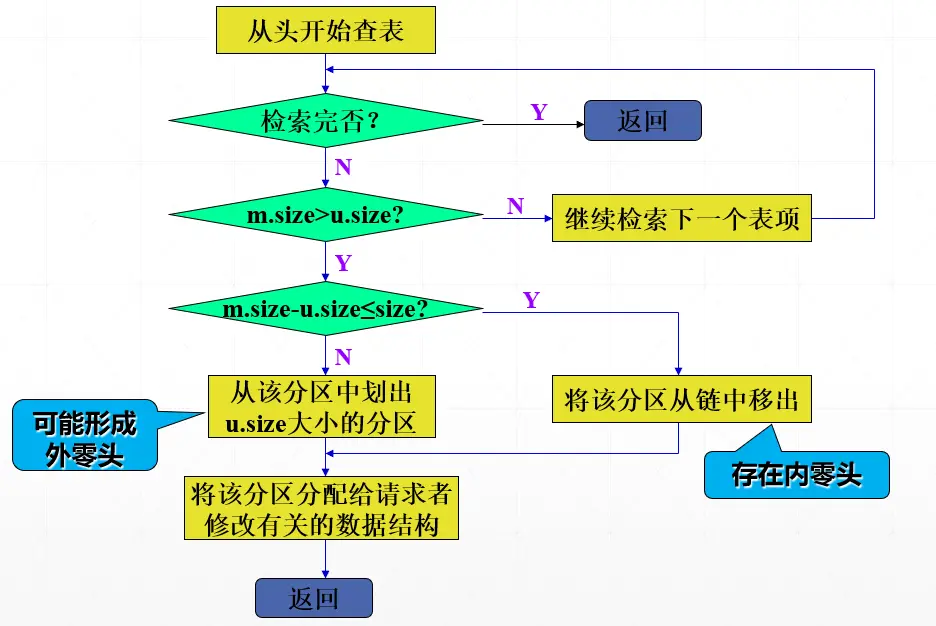 从头开始查表
检索完否?
Y
返回
N
m.size>u.size?
N
继续检索下一个表项
Y
m.size-u.size≤size?
Y
N
从该分区中划出
u.size大小的分区
将该分区从链中移出
可能形成
外零头
存在内零头
将该分区分配给请求者
修改有关的数据结构
返回